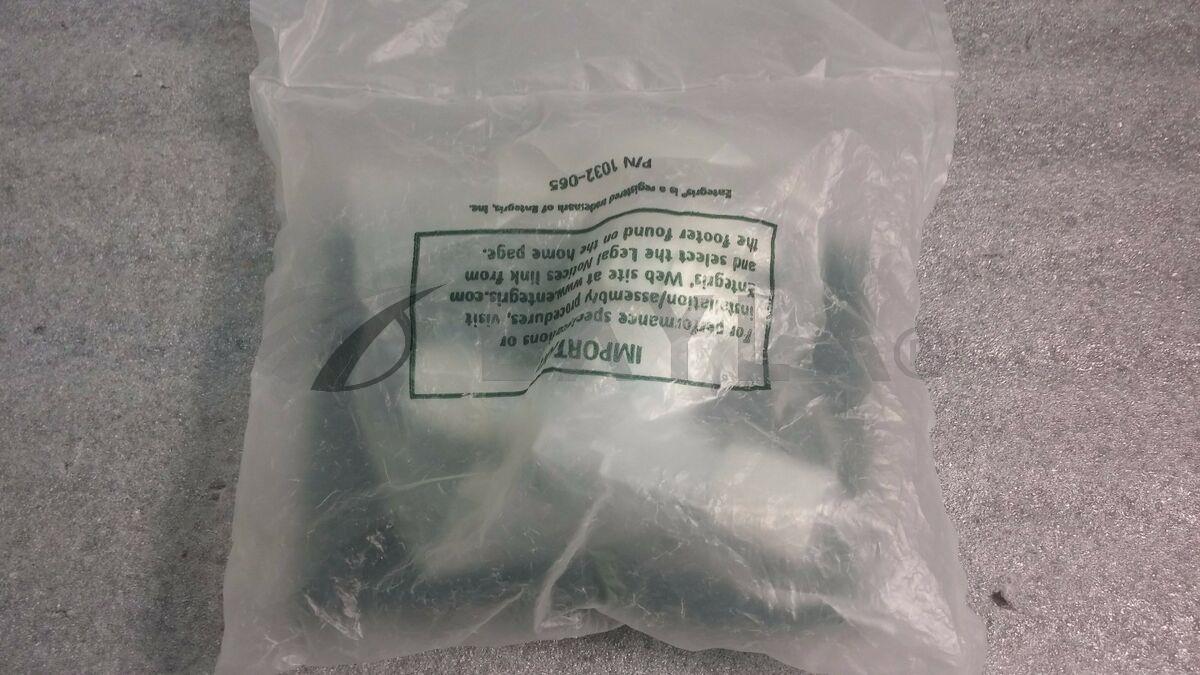 IMPORT
For performance specifications or
installation/assembly procedures, visit
Entegris' Web site at www.entegris.com
and select the Legal Notices link from
the footer found on the home page.
Entegris® is a registered trademark of Entegris, Inc.
P/N 1032-065